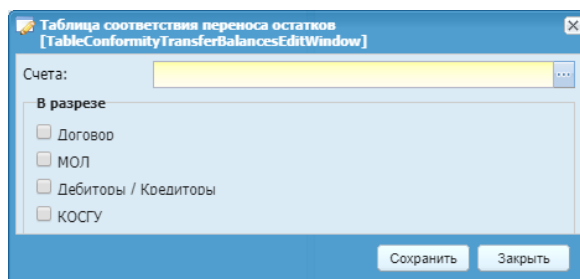 Таблица соответствия переноса остатков
[TableConformityTransferBalancesEditWindow]
Счета:
В разрезе
Договор
МОЛ
Дебиторы / Кредиторы
КОСГУ
Сохранить Закрыть